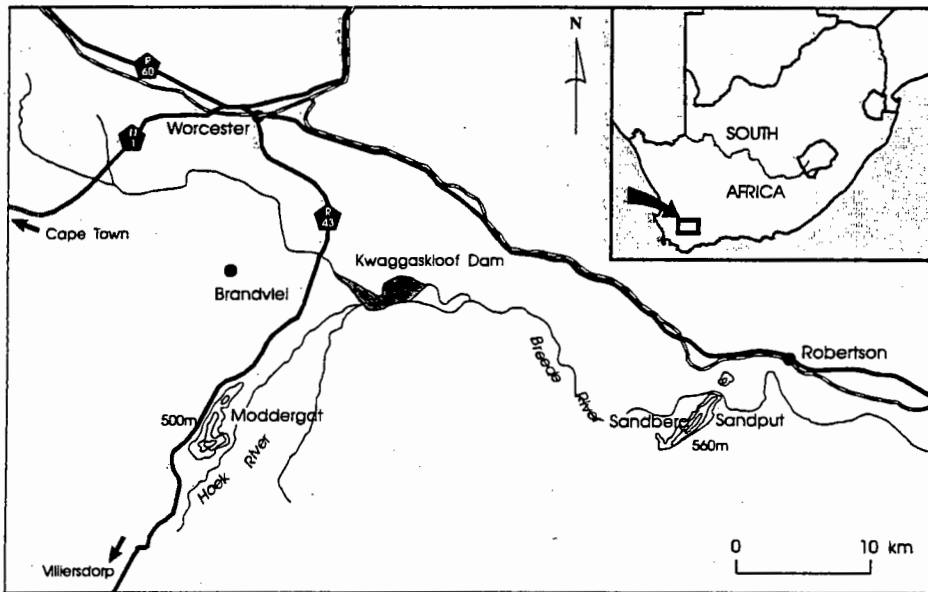 N
R
60
Worcester
SOUTH
AFRICA
1
R
43
Cape Town
Kwaggaskloof Dam
Brandvlei
Breede
River
Robertson
500m
Moddergat
Sandberg
Sandput
560m
Hoek
River
0
10 km
Villiersdorp